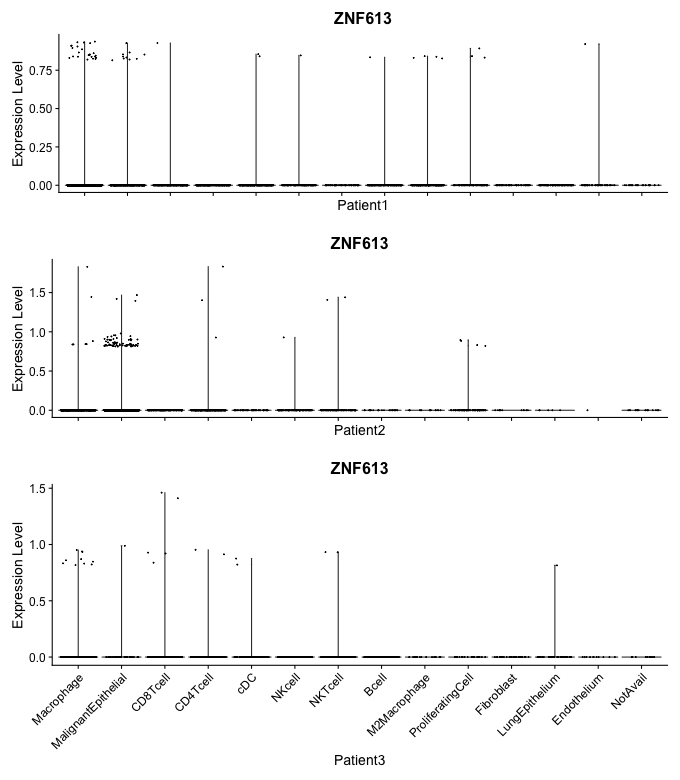 ZNF613
Expression Level
0.75
0.50
0.25
0.00
Patient1
ZNF613
Expression Level
1.5
1.0
0.5
0.0
Patient2
ZNF613
Expression Level
1.5
1.0
0.5
0.0
Macrophage
MalignantEpithelial
CD8Tcell
CD4Tcell
cDC
NKcell
NKTcell
Bcell
M2Macrophage
ProliferatingCell
Fibroblast
LungEpithelium
Endothelium
NotAvail
Patient3